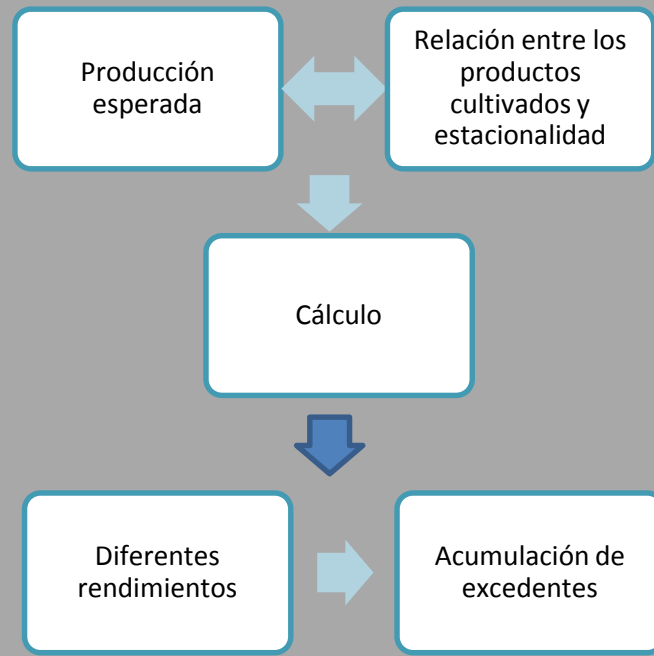 Producción
esperada
Relación entre los
productos
cultivados y
estacionalidad
Cálculo
Diferentes
rendimientos
Acumulación de
excedentes